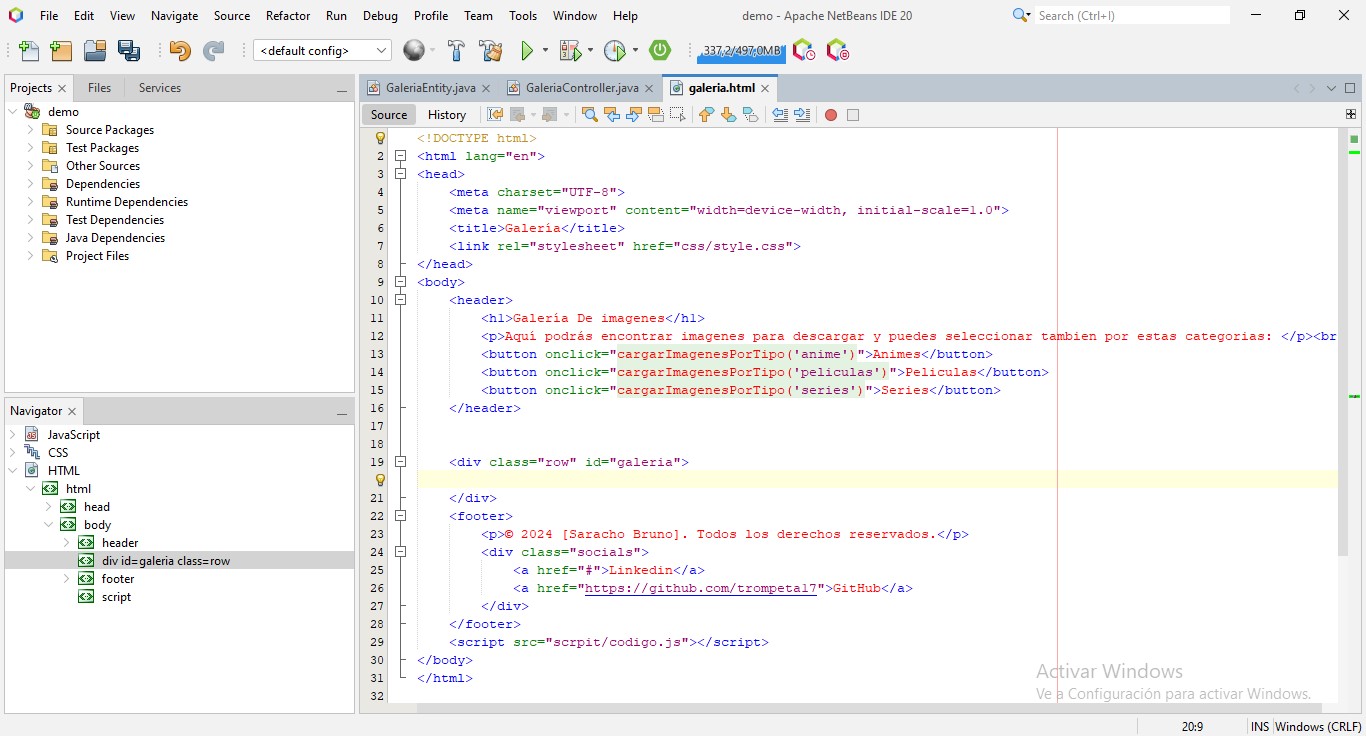 File Edit View Navigate Source Refactor Run Debug Profile Team Tools Window Help
demo - Apache NetBeans IDE 20
Search (Ctrl+I)
<default config>
337,2/497,0MB
Projects Files Services
demo
Source Packages
Test Packages
Other Sources
Dependencies
Runtime Dependencies
Test Dependencies
Java Dependencies
Project Files
Navigator
JavaScript
CSS
HTML
html
head
body
header
div id=galeria class=row
footer
script
GaleriaEntity.java GaleriaController.java galeria.html
Source History
<!DOCTYPE html>
2 <html lang="en">
3 <head>
4 <meta charset="UTF-8">
5 <meta name="viewport" content="width=device-width, initial-scale=1.0">
6 <title>Galería</title>
7 <link rel="stylesheet" href="css/style.css">
8 </head>
9 <body>
10 <header>
11 <h1>Galería De imagenes</h1>
12 <p>Aquí podrás encontrar imagenes para descargar y puedes seleccionar tambien por estas categorias: </p><br
13 <button onclick="cargarImagenesPorTipo('anime')">Animes</button>
14 <button onclick="cargarImagenesPorTipo('peliculas')">Peliculas</button>
15 <button onclick="cargarImagenesPorTipo('series')">Series</button>
16 </header>
17
18
19 <div class="row" id="galeria">
21 </div>
22 <footer>
23 <p>© 2024 [Saracho Bruno]. Todos los derechos reservados.</p>
24 <div class="socials">
25 <a href="#">Linkedin</a>
26 <a href="https://github.com/trompeta17">GitHub</a>
27 </div>
28 </footer>
29 <script src="scrpit/codigo.js"></script>
30 </body>
31 </html>
32
Activar Windows
Ve a Configuración para activar Windows.
20:9 INS Windows (CRLF)